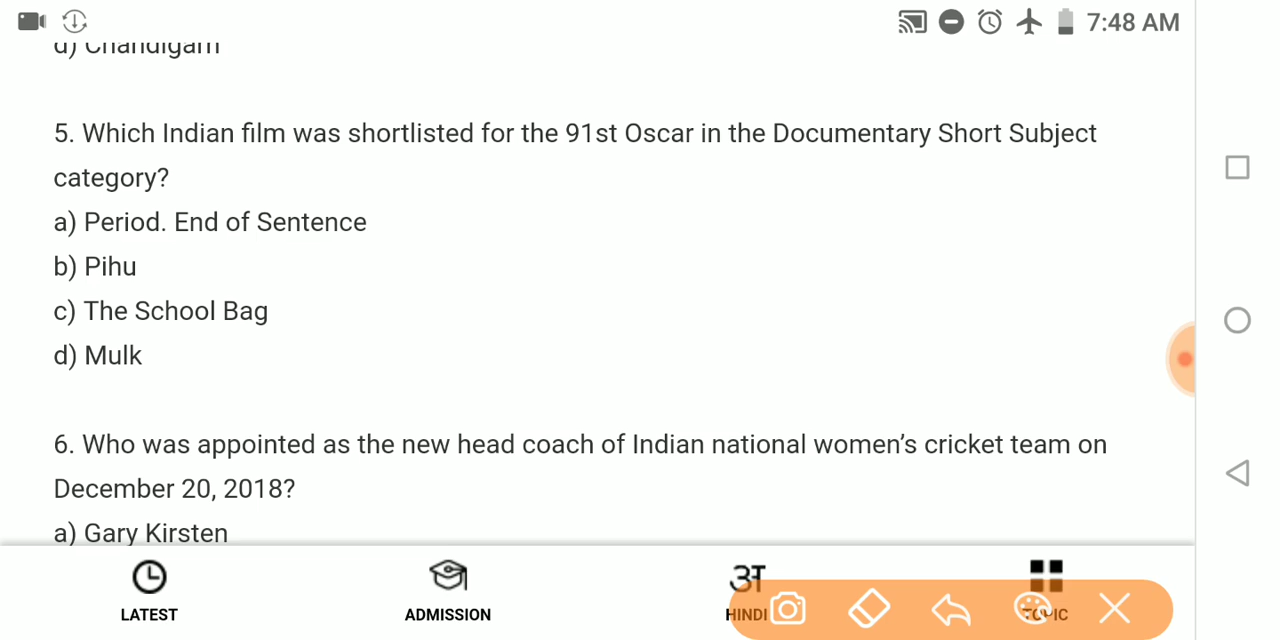 7:48 AM
d) Chandigarh
5. Which Indian film was shortlisted for the 91st Oscar in the Documentary Short Subject
category?
a) Period. End of Sentence
b) Pihu
c) The School Bag
d) Mulk
6. Who was appointed as the new head coach of Indian national women’s cricket team on
December 20, 2018?
a) Gary Kirsten
अ
LATEST
ADMISSION
HINDI
TOPIC